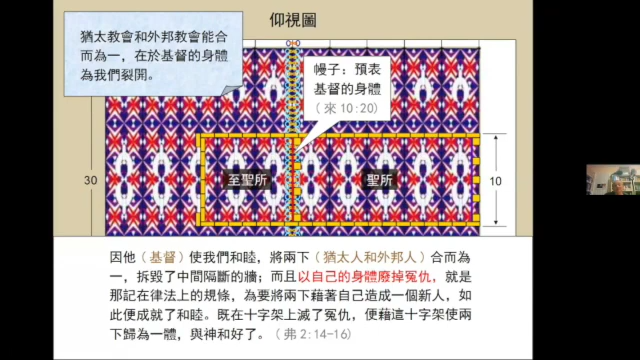 仰視圖
猶太教會和外邦教會能合
而為一，在於基督的身體
為我們裂開。
幔子：預表
基督的身體
（來 10:20）
30
至聖所
聖所
10
因他（基督）使我們和睦，將兩下（猶太人和外邦人）合而為
一，拆毀了中間隔斷的牆；而且以自己的身體廢掉冤仇，就是
那記在律法上的規條，為要將兩下藉著自己造成一個新人，如
此便成就了和睦。既在十字架上滅了冤仇，便藉這十字架使兩
下歸為一體，與神和好了。（弗 2:14-16）